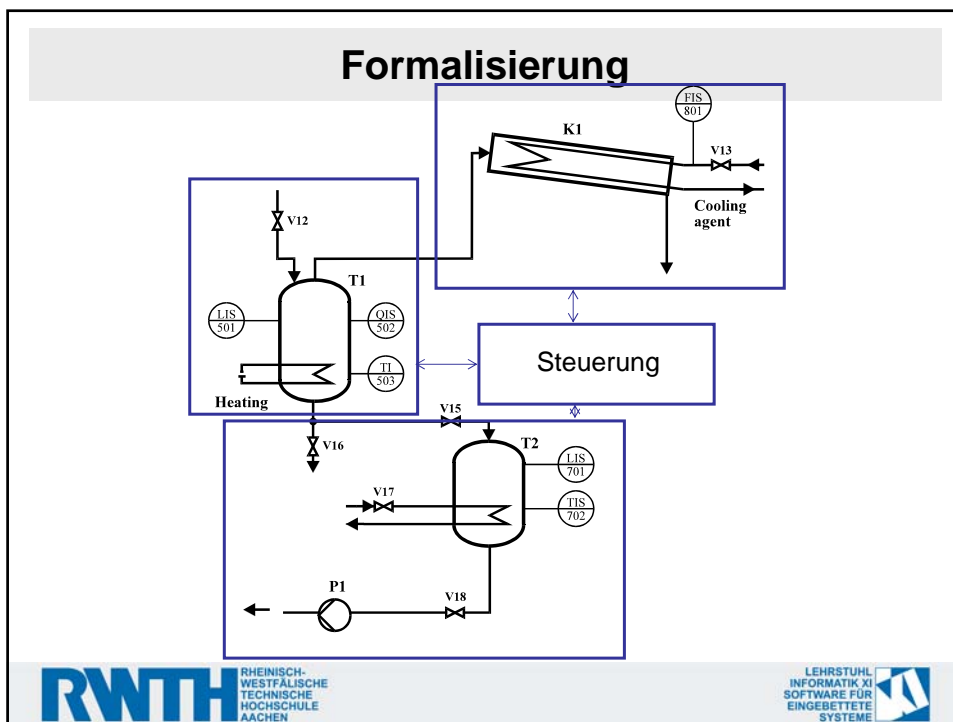 Formalisierung
FIS
801
K1
V13
Cooling
agent
V12
T1
LIS
501
QIS
502
TI
503
Heating
Steuerung
V15
V16
T2
LIS
701
V17
TIS
702
P1
V18
RWTH
RHEINISCH-
WESTFÄLISCHE
TECHNISCHE
HOCHSCHULE
AACHEN
LEHRSTUHL
INFORMATIK XI
SOFTWARE FÜR
EINGEBETTETE
SYSTEME